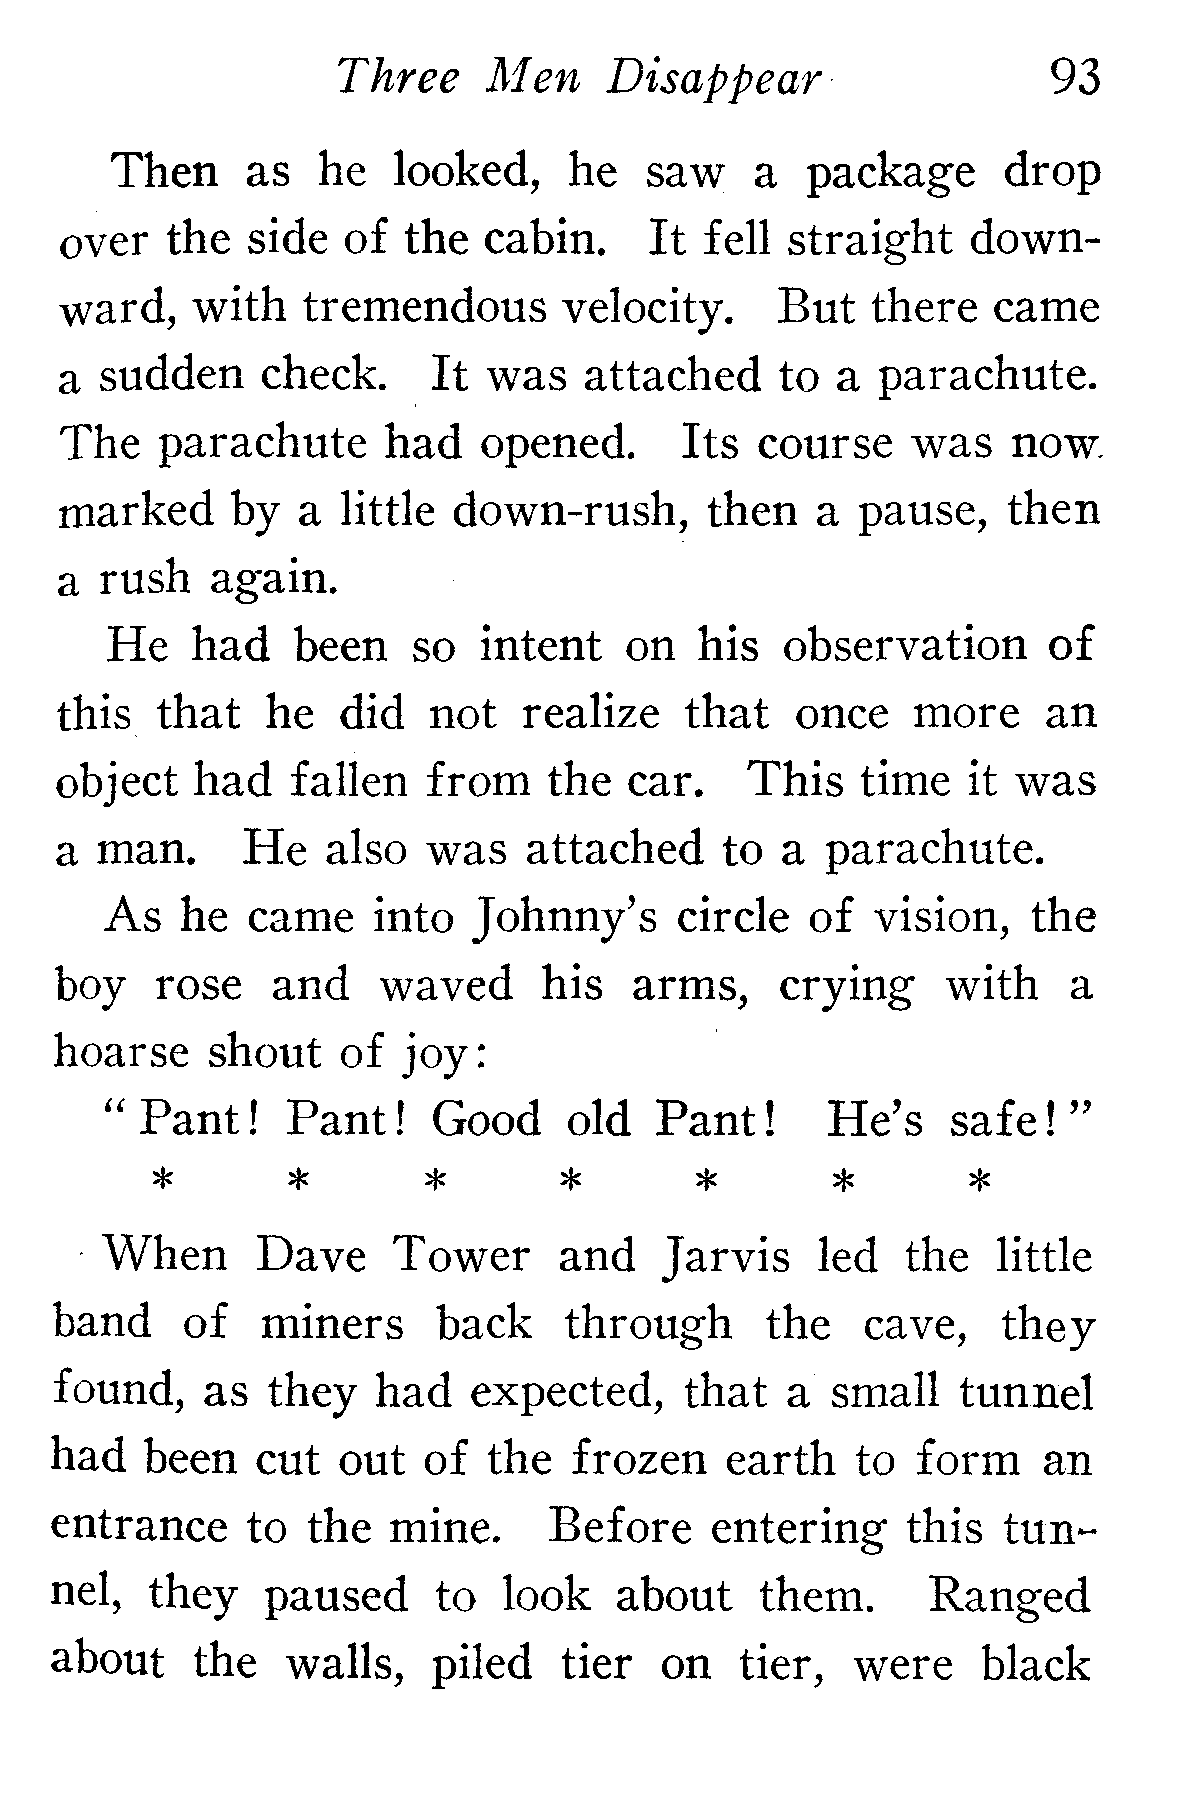 Three Men Disappear 93
Then as he looked, he saw a package drop
over the side of the cabin. It fell straight down-
ward, with tremendous velocity. But there came
a sudden check. It was attached to a parachute.
The parachute had opened. Its course was now
marked by a little down-rush, then a pause, then
a rush again.
He had been so intent on his observation of
this that he did not realize that once more an
object had fallen from the car. This time it was
a man. He also was attached to a parachute.
As he came into Johnny's circle of vision, the
boy rose and waved his arms, crying with a
hoarse shout of joy:
“Pant! Pant! Good old Pant! He's safe!”
* * * * * * *
When Dave Tower and Jarvis led the little
band of miners back through the cave, they
found, as they had expected, that a small tunnel
had been cut out of the frozen earth to form an
entrance to the mine. Before entering this tun-
nel, they paused to look about them. Ranged
about the walls, piled tier on tier, were black